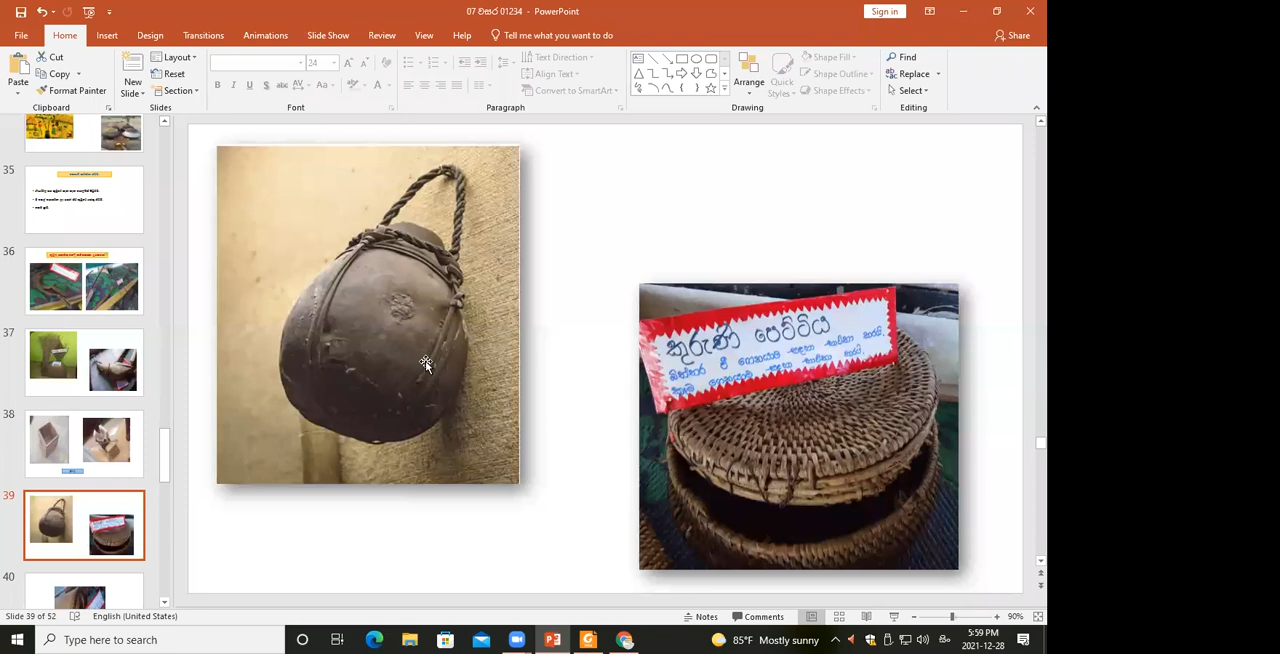 07 වසර 01234 - PowerPoint
Sign in
File Home Insert Design Transitions Animations Slide Show Review View Help Tell me what you want to do
Share
Paste
Cut
Copy
Format Painter
Clipboard
New Slide
Layout
Reset
Section
Slides
24
Font
Text Direction
Align Text
Convert to SmartArt
Paragraph
Arrange
Quick Styles
Shape Fill
Shape Outline
Shape Effects
Drawing
Find
Replace
Select
Editing
35
36
37
38
39
40
කුරුණි පෙට්ටිය
Slide 39 of 52
English (United States)
Notes
Comments
90%
Type here to search
85°F Mostly sunny
5:59 PM
2021-12-28